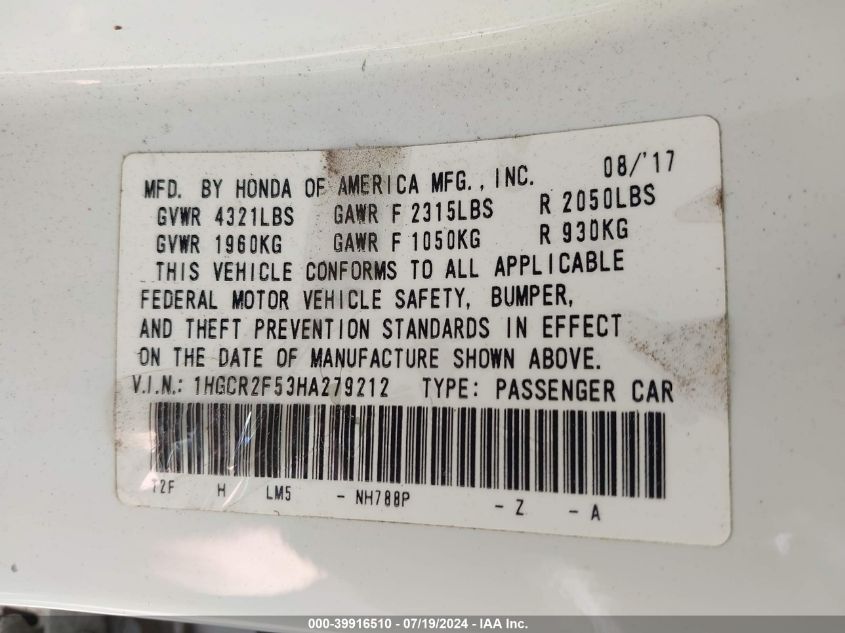 MFD. BY HONDA OF AMERICA MFG., INC. 08/'17
GVWR 4321LBS GAWR F 2315LBS R 2050LBS
GVWR 1960KG GAWR F 1050KG R 930KG
THIS VEHICLE CONFORMS TO ALL APPLICABLE
FEDERAL MOTOR VEHICLE SAFETY, BUMPER,
AND THEFT PREVENTION STANDARDS IN EFFECT
ON THE DATE OF MANUFACTURE SHOWN ABOVE.
V.I.N.: 1HGCR2F53HA279212 TYPE: PASSENGER CAR
T2F H LM5 - NH788P - Z - A
000-39916510 - 07/19/2024 - IAA Inc.